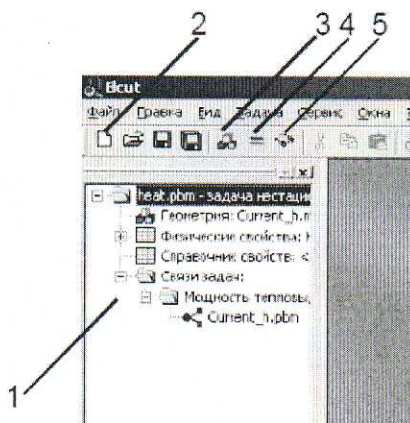 2 3 4 5
Elcut
Файл Правка Вид Задача Сервис Окна
heat.pbm - задача нестаци
Геометрия: Current_h.m
Физические свойства:
Справочник свойств: <
Связи задач:
Мощность тепловы
Current_h.pbm
1